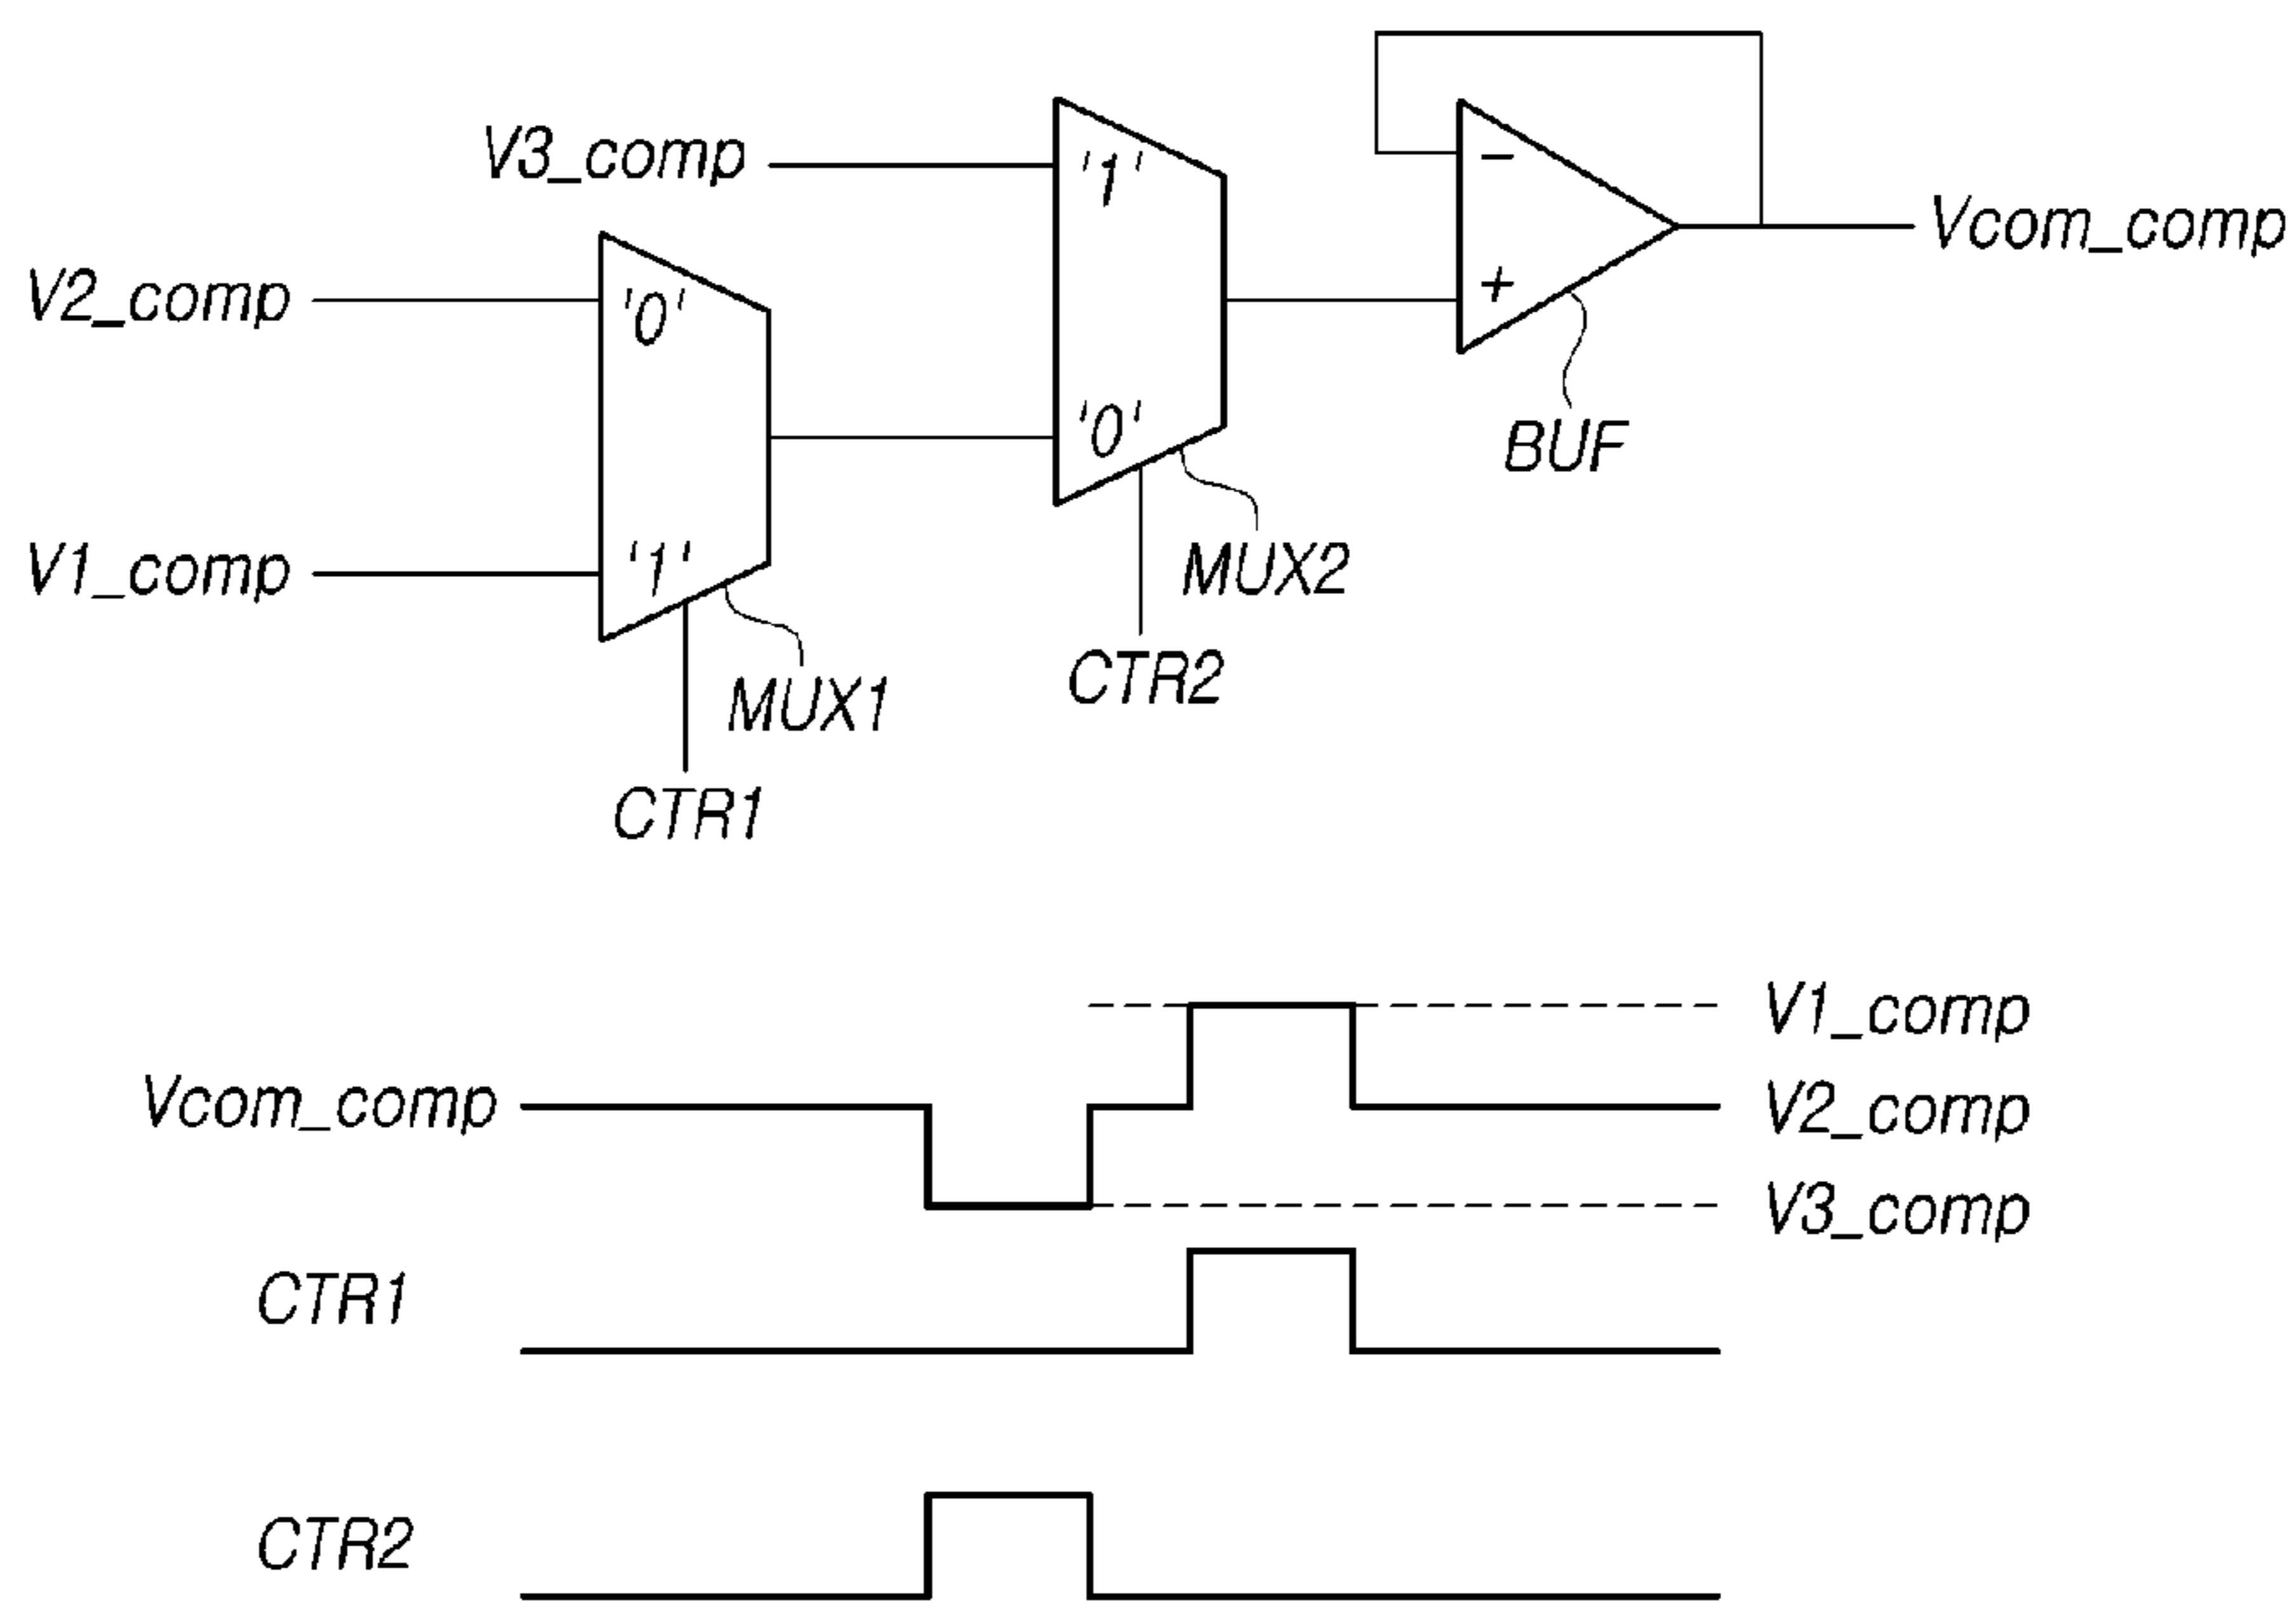 V3_comp
'1'
−
Vcom_comp
V2_comp
'0'
+
'0'
BUF
V1_comp
'1'
MUX2
CTR2
MUX1
CTR1
V1_comp
Vcom_comp
V2_comp
V3_comp
CTR1
CTR2